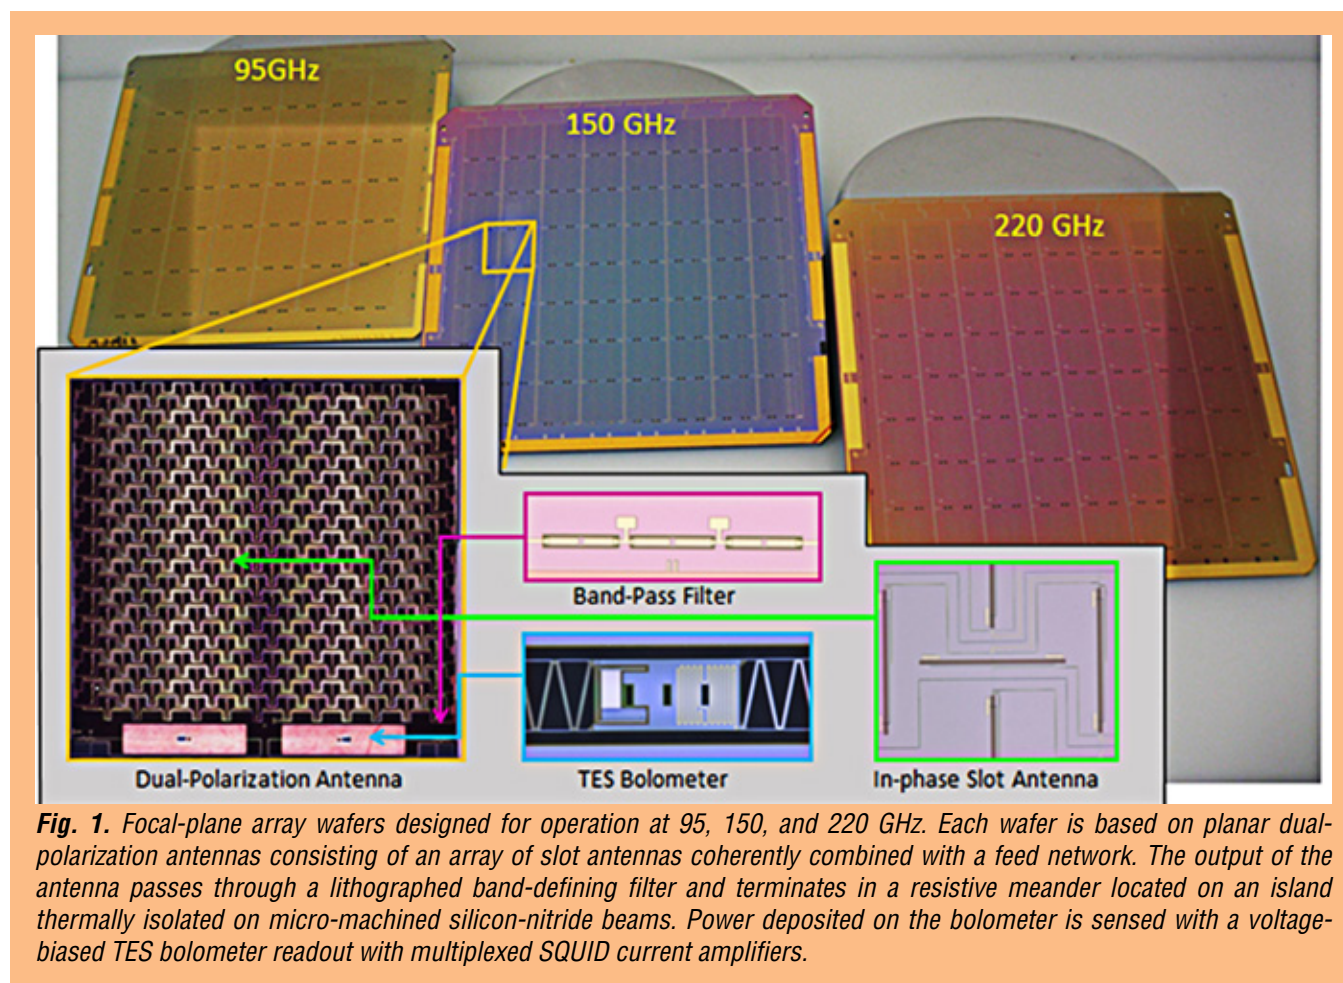 95GHz
150 GHz
220 GHz
Band-Pass Filter
Dual-Polarization Antenna
TES Bolometer
In-phase Slot Antenna
Fig. 1. Focal-plane array wafers designed for operation at 95, 150, and 220 GHz. Each wafer is based on planar dual-
polarization antennas consisting of an array of slot antennas coherently combined with a feed network. The output of the
antenna passes through a lithographed band-defining filter and terminates in a resistive meander located on an island
thermally isolated on micro-machined silicon-nitride beams. Power deposited on the bolometer is sensed with a voltage-
biased TES bolometer readout with multiplexed SQUID current amplifiers.